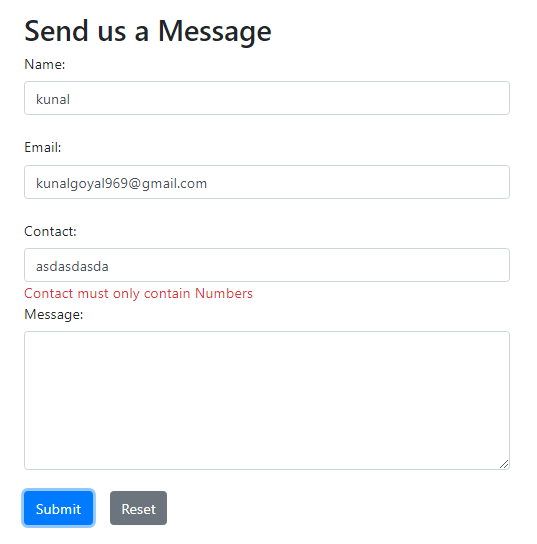 Send us a Message
Name:
kunal
Email:
kunalgoyal969@gmail.com
Contact:
asdasdasda
Contact must only contain Numbers
Message:
Submit Reset